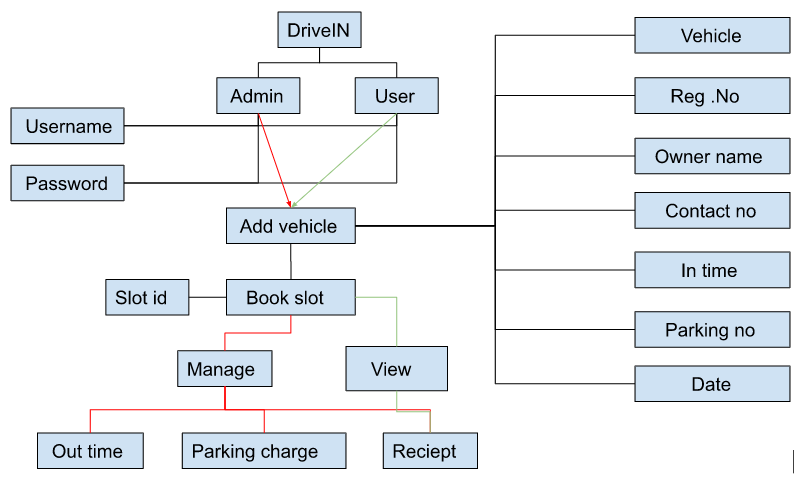 DriveIN
Vehicle
Admin
User
Reg .No
Username
Owner name
Password
Contact no
Add vehicle
In time
Slot id
Book slot
Parking no
Manage
View
Date
Out time
Parking charge
Reciept